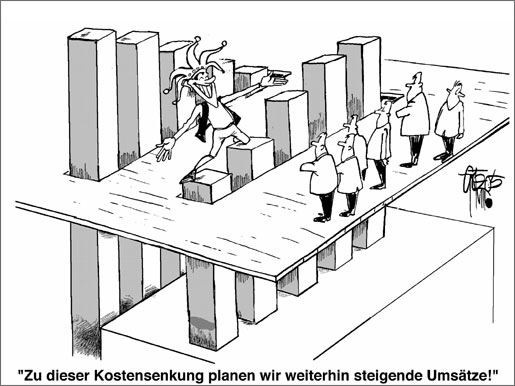 "Zu dieser Kostensenkung planen wir weiterhin steigende Umsätze!"